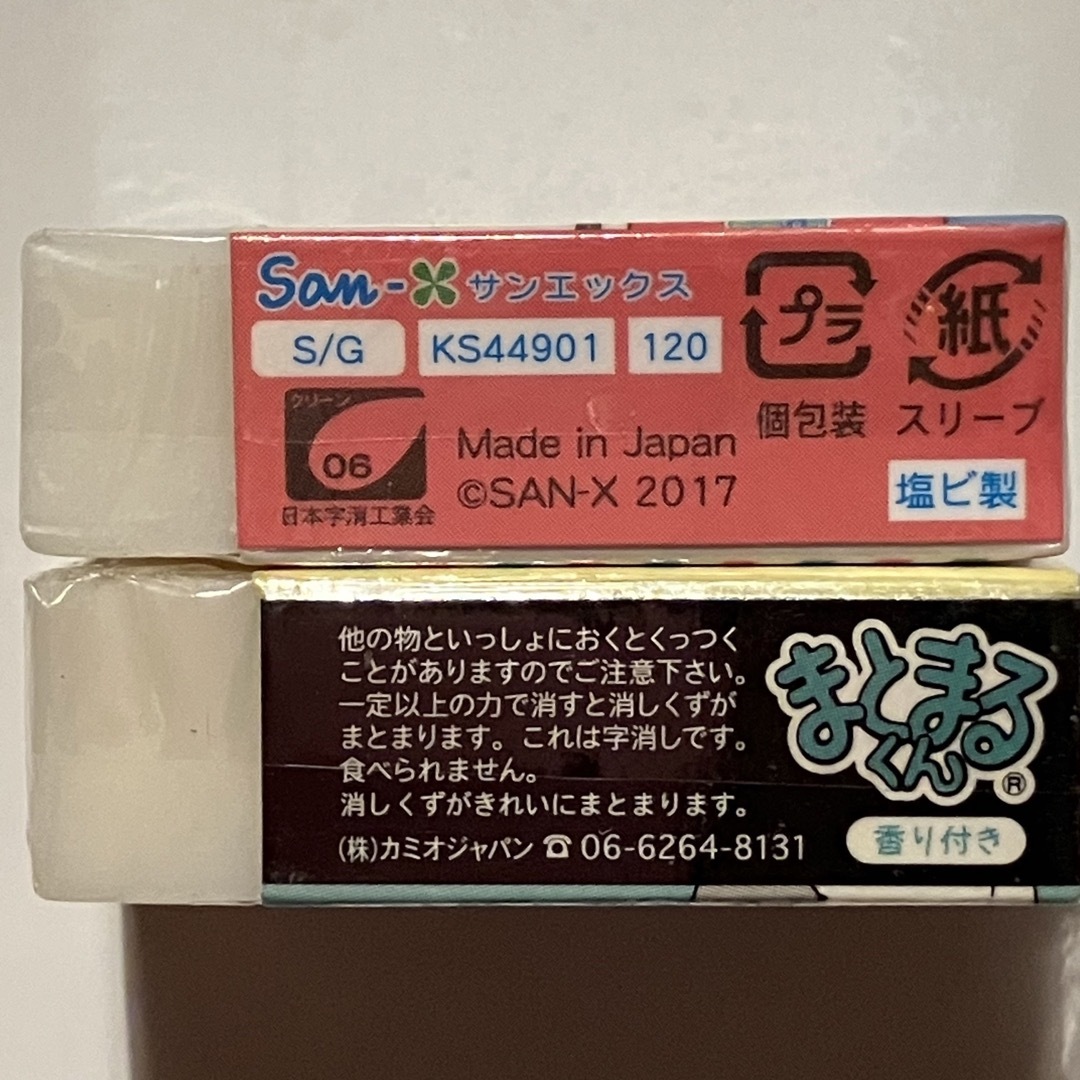 San-X サンエックス
S/G KS44901 120
プラ
個包装
紙
スリーブ
クリーン
06
日本字消工業会
Made in Japan
©SAN-X 2017
塩ビ製
他の物といっしょにおくとくっつく
ことがありますのでご注意下さい。
一定以上の力で消すと消しくずが
まとまります。これは字消しです。
食べられません。
消しくずがきれいにまとまります。
(株)カミオジャパン ☎ 06-6264-8131
まとまるくん®
香り付き